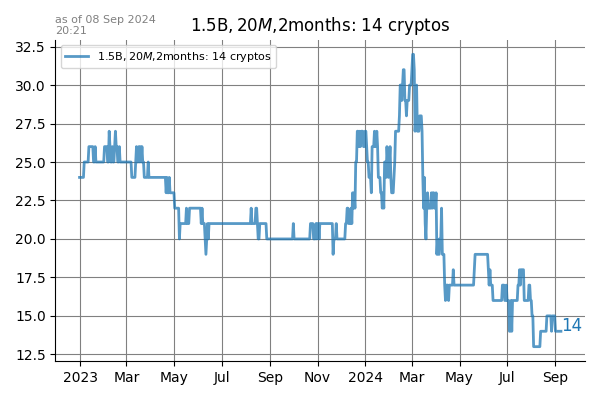 as of 08 Sep 2024
20:21
1.5B, 20M,2months: 14 cryptos
1.5B, 20M,2months: 14 cryptos
32.5
30.0
27.5
25.0
22.5
20.0
17.5
15.0
12.5
14
2023 Mar May Jul Sep Nov 2024 Mar May Jul Sep